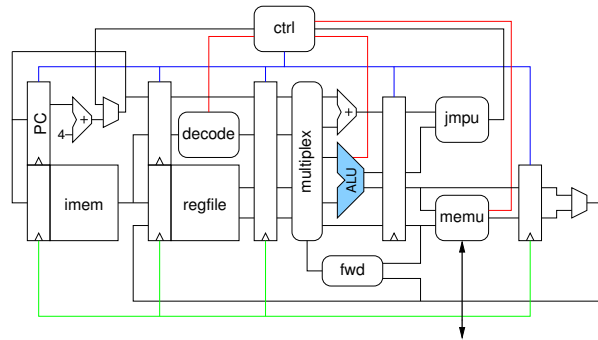 ctrl
PC
4
+
decode
multiplex
+
jmpu
ALU
imem
regfile
memu
fwd